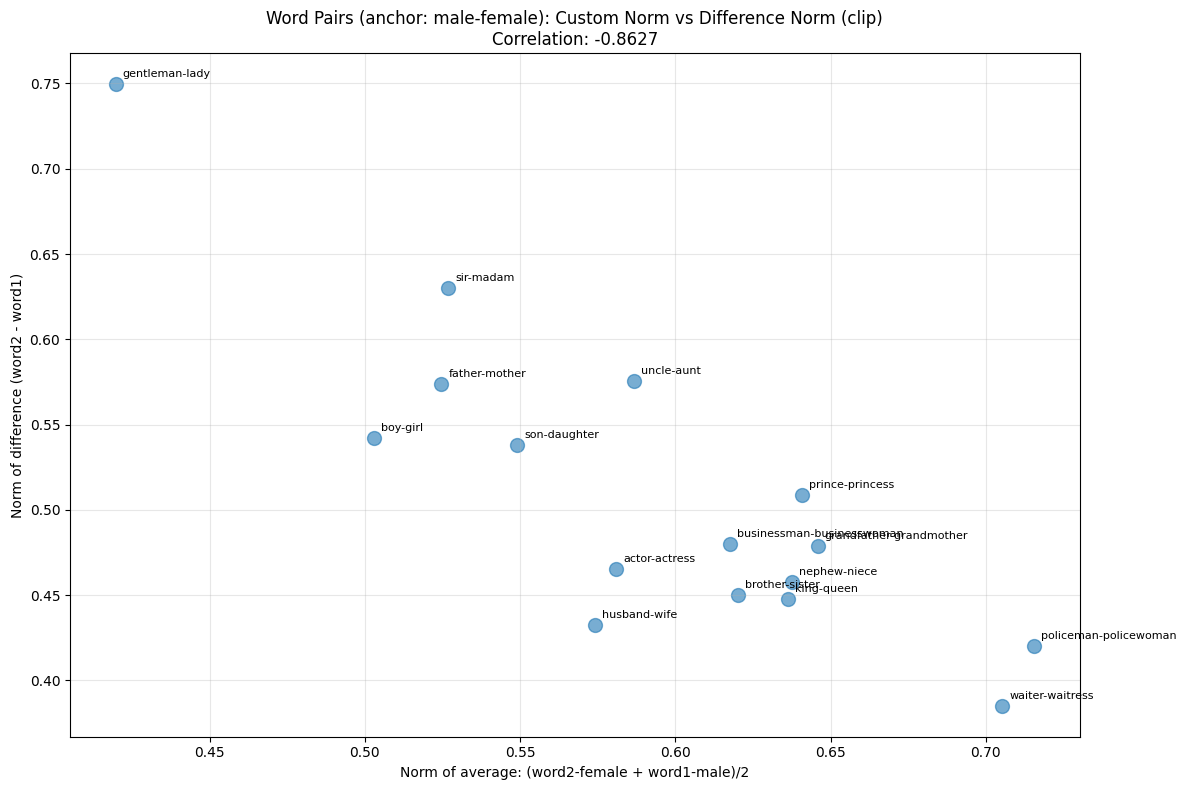 Word Pairs (anchor: male-female): Custom Norm vs Difference Norm (clip)
Correlation: -0.8627
Norm of difference (word2 - word1)
0.75
0.70
0.65
0.60
0.55
0.50
0.45
0.40
gentleman-lady
sir-madam
father-mother
uncle-aunt
boy-girl
son-daughter
prince-princess
businessman-businesswoman
grandfather-grandmother
actor-actress
nephew-niece
brother-sister
king-queen
husband-wife
policeman-policewoman
waiter-waitress
0.45
0.50
0.55
0.60
0.65
0.70
Norm of average: (word2-female + word1-male)/2